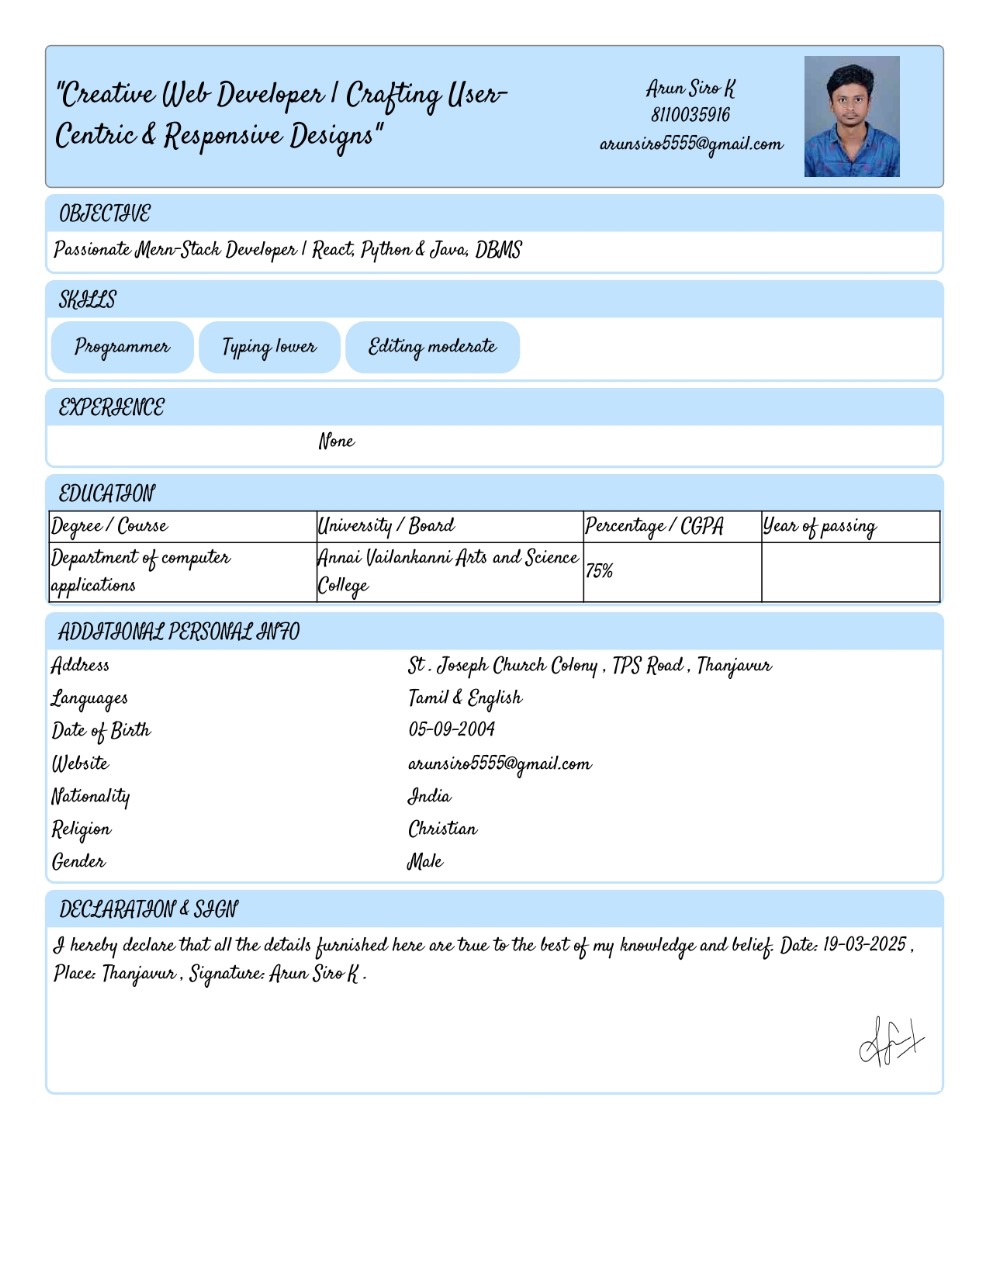 "Creative Web Developer | Crafting User-
Centric & Responsive Designs"
Arun Siro K
8110035916
arunsiro5555@gmail.com
OBJECTIVE
Passionate Mern-Stack Developer | React, Python & Java, DBMS
SKILLS
Programmer Typing lower Editing moderate
EXPERIENCE
None
EDUCATION
Degree / Course University / Board Percentage / CGPA Year of passing
Department of computer applications Annai Vailankanni Arts and Science College 75%
ADDITIONAL PERSONAL INFO
Address St . Joseph Church Colony , TPS Road , Thanjavur
Languages Tamil & English
Date of Birth 05-09-2004
Website arunsiro5555@gmail.com
Nationality India
Religion Christian
Gender Male
DECLARATION & SIGN
I hereby declare that all the details furnished here are true to the best of my knowledge and belief. Date: 19-03-2025 ,
Place: Thanjavur , Signature: Arun Siro K .